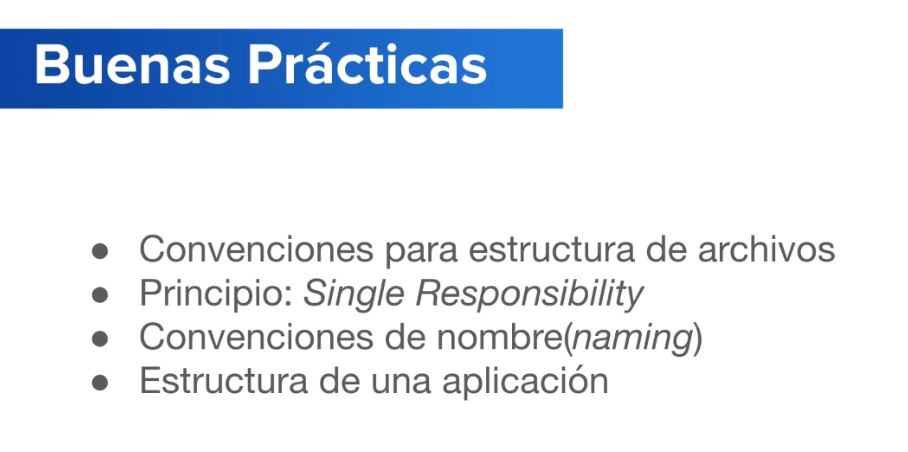 Buenas Prácticas
● Convenciones para estructura de archivos
● Principio: Single Responsibility
● Convenciones de nombre(naming)
● Estructura de una aplicación